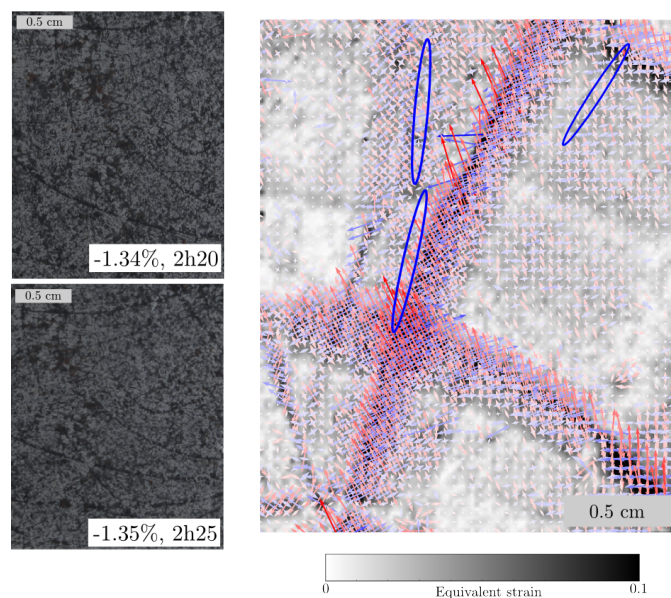 0.5 cm
-1.34%, 2h20
0.5 cm
-1.35%, 2h25
0.5 cm
0
0.1
Equivalent strain